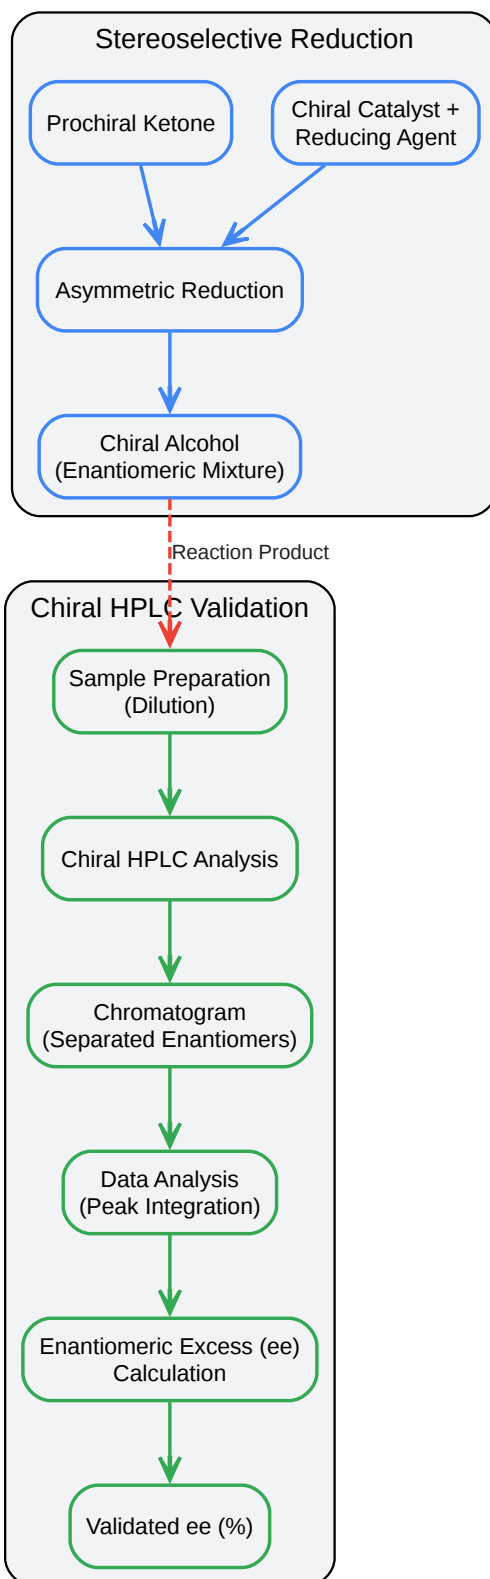 Stereoselective Reduction
Prochiral Ketone
Chiral Catalyst +
Reducing Agent
Asymmetric Reduction
Chiral Alcohol
(Enantiomeric Mixture)
Reaction Product
Chiral HPLC Validation
Sample Preparation
(Dilution)
Chiral HPLC Analysis
Chromatogram
(Separated Enantiomers)
Data Analysis
(Peak Integration)
Enantiomeric Excess (ee)
Calculation
Validated ee (%)